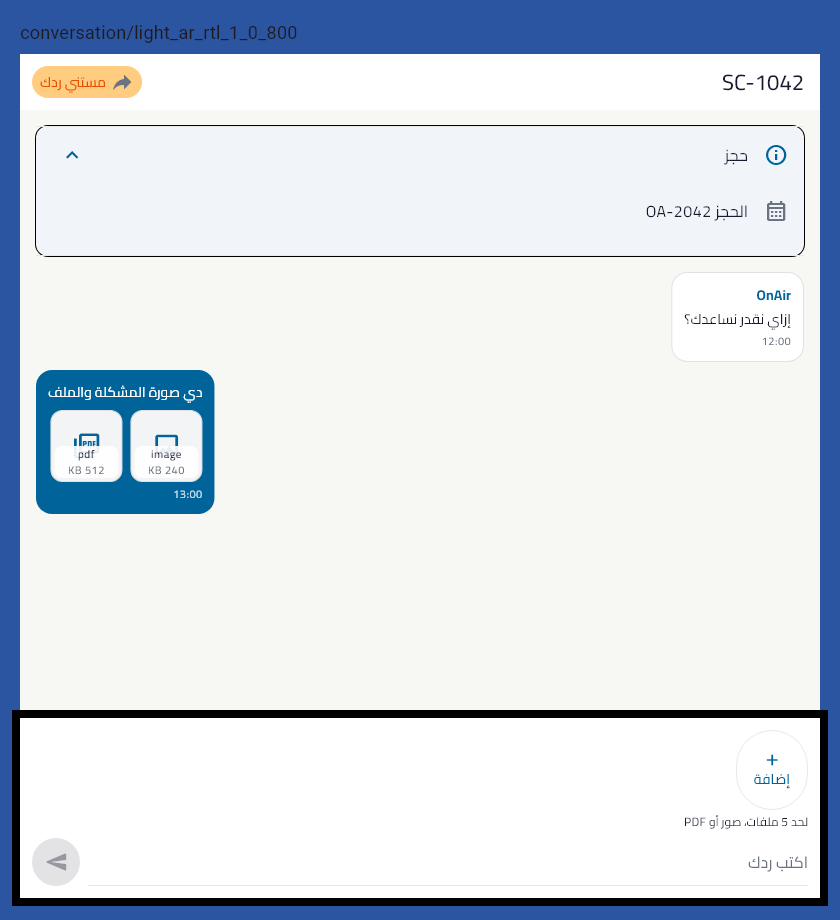 conversation/light_ar_rtl_1_0_800
SC-1042
مستني ردك
حجز
الحجز OA-2042
OnAir
إزاي نقدر نساعدك؟
12:00
دي صورة المشكلة والملف
image
240 KB
PDF
pdf
512 KB
13:00
إضافة
لحد 5 ملفات، صور أو PDF
اكتب ردك